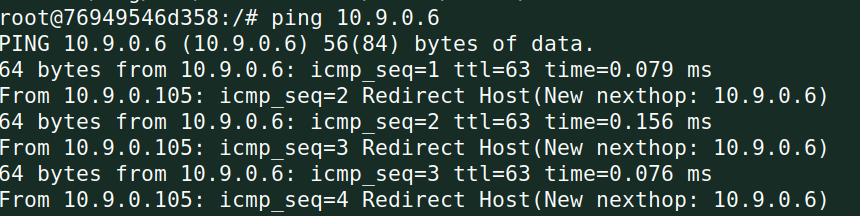 root@76949546d358:/# ping 10.9.0.6
PING 10.9.0.6 (10.9.0.6) 56(84) bytes of data.
64 bytes from 10.9.0.6: icmp_seq=1 ttl=63 time=0.079 ms
From 10.9.0.105: icmp_seq=2 Redirect Host(New nexthop: 10.9.0.6)
64 bytes from 10.9.0.6: icmp_seq=2 ttl=63 time=0.156 ms
From 10.9.0.105: icmp_seq=3 Redirect Host(New nexthop: 10.9.0.6)
64 bytes from 10.9.0.6: icmp_seq=3 ttl=63 time=0.076 ms
From 10.9.0.105: icmp_seq=4 Redirect Host(New nexthop: 10.9.0.6)